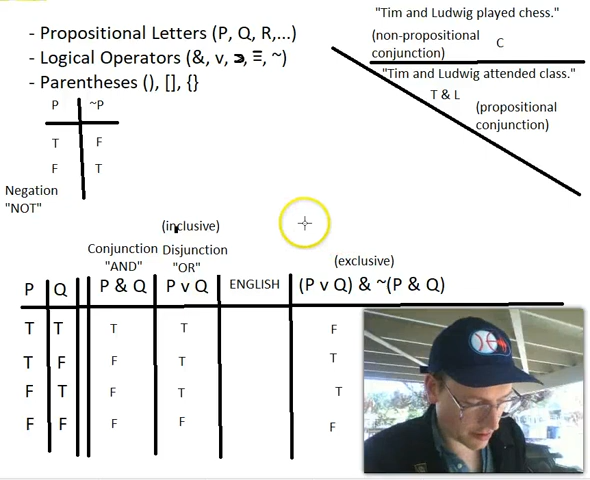 - Propositional Letters (P, Q, R,...)
- Logical Operators (&, v, ⊃, ≡, ~)
- Parentheses (), [], {}
"Tim and Ludwig played chess."
(non-propositional
conjunction) C
"Tim and Ludwig attended class."
T & L
(propositional
conjunction)
P ~P
T F
F T
Negation
"NOT"
(inclusive)
Conjunction Disjunction
"AND" "OR" (exclusive)
P Q P & Q P v Q ENGLISH (P v Q) & ~(P & Q)
T T T T F
T F F T T
F T F T T
F F F F F